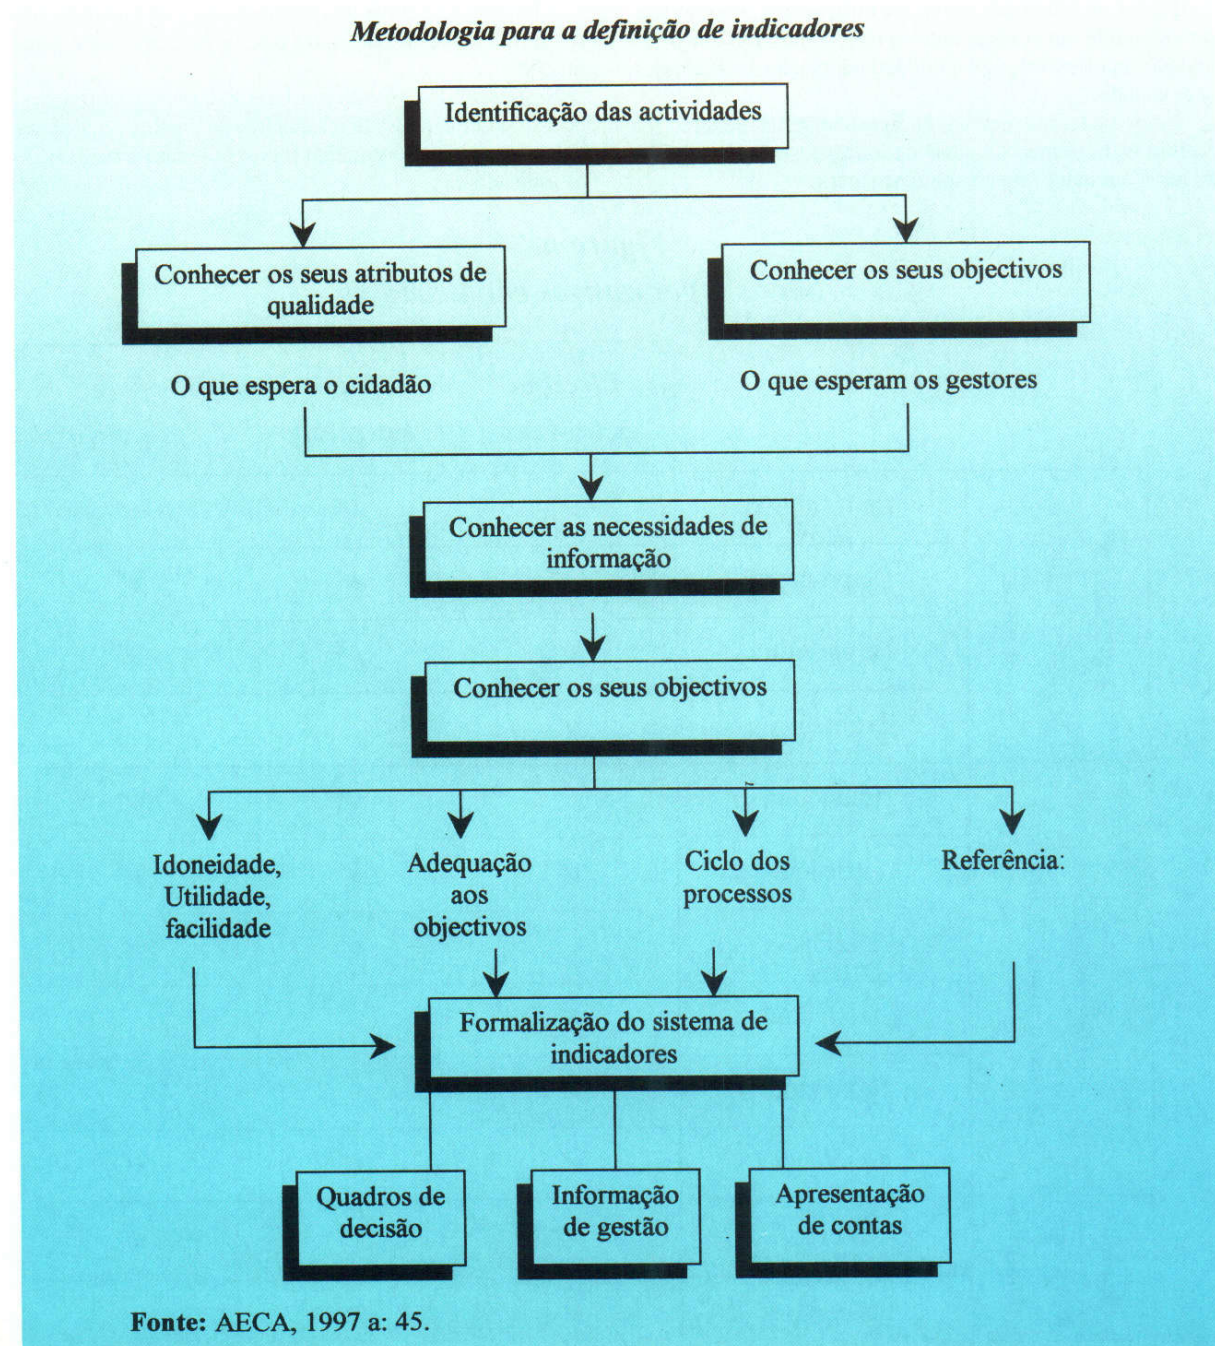 Metodologia para a definição de indicadores
Identificação das actividades
Conhecer os seus atributos de
qualidade
Conhecer os seus objectivos
O que espera o cidadão
O que esperam os gestores
Conhecer as necessidades de
informação
Conhecer os seus objectivos
Idoneidade,
Utilidade,
facilidade
Adequação
aos
objectivos
Ciclo dos
processos
Referência:
Formalização do sistema de
indicadores
Quadros de
decisão
Informação
de gestão
Apresentação
de contas
Fonte: AECA, 1997 a: 45.